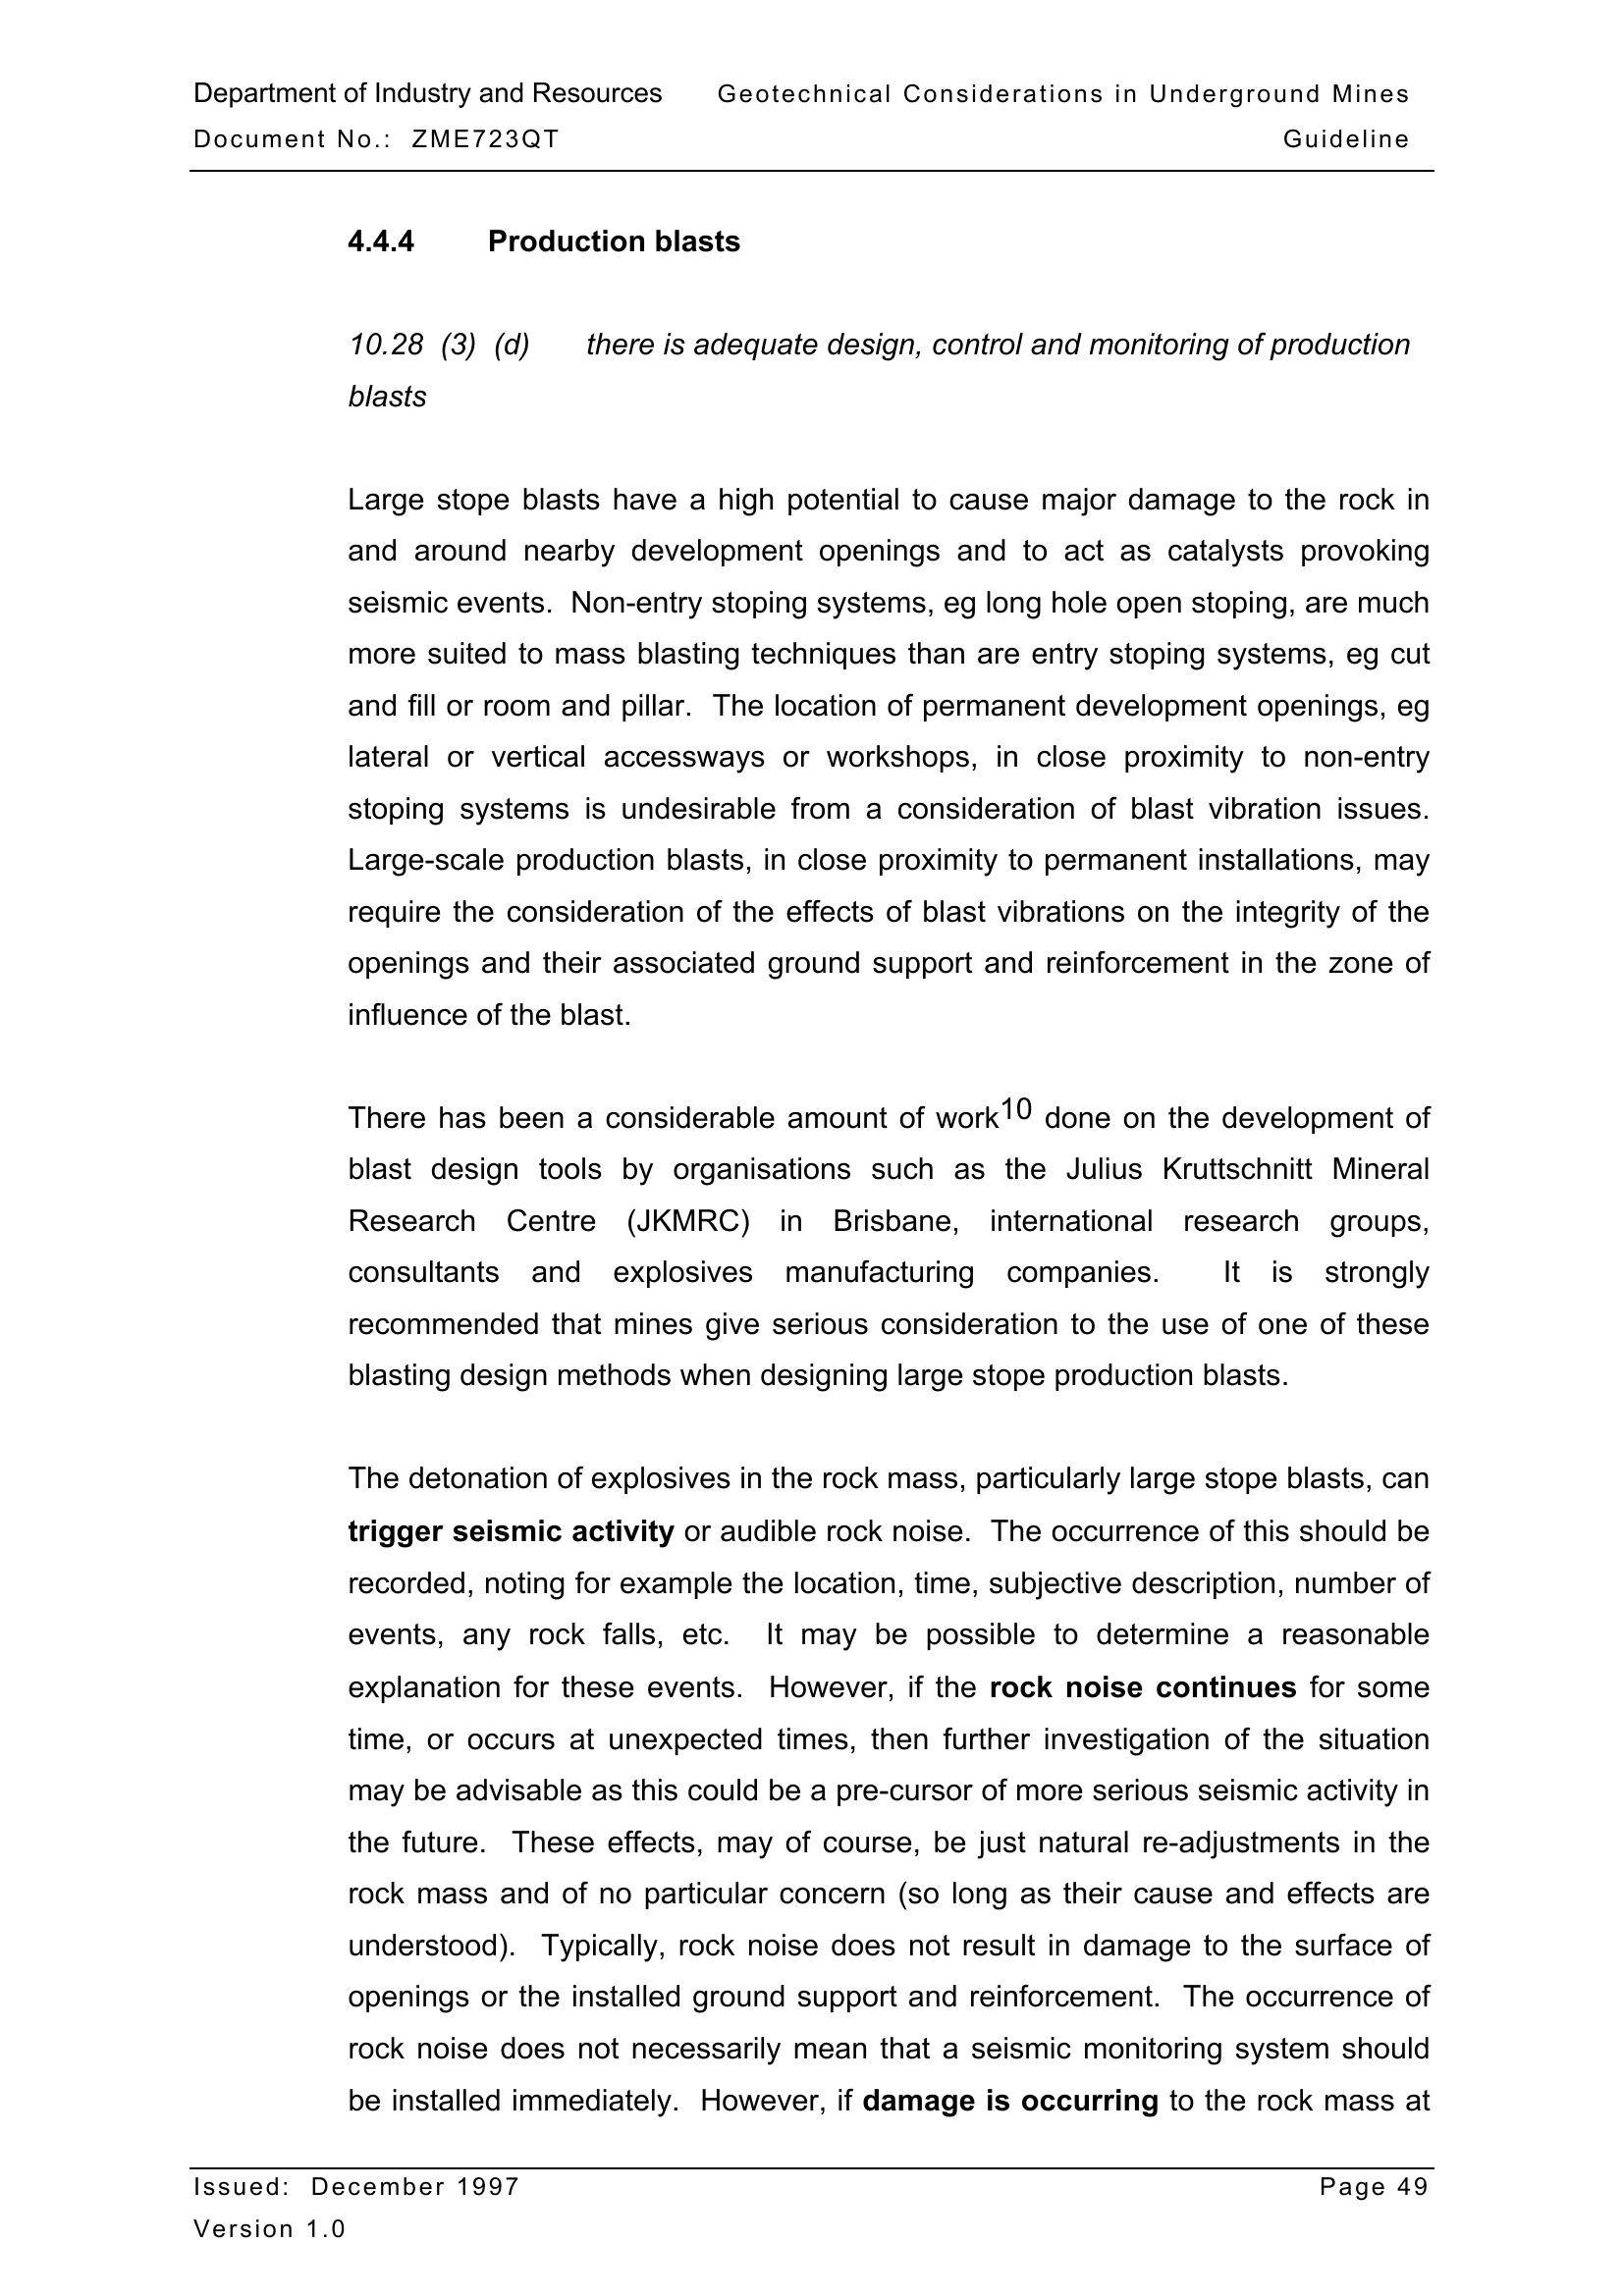 Department of Industry and Resources Geotechnical Considerations in Underground Mines
Document No.: ZME723QT Guideline
4.4.4 Production blasts
10.28 (3) (d) there is adequate design, control and monitoring of production
blasts
Large stope blasts have a high potential to cause major damage to the rock in
and around nearby development openings and to act as catalysts provoking
seismic events. Non-entry stoping systems, eg long hole open stoping, are much
more suited to mass blasting techniques than are entry stoping systems, eg cut
and fill or room and pillar. The location of permanent development openings, eg
lateral or vertical accessways or workshops, in close proximity to non-entry
stoping systems is undesirable from a consideration of blast vibration issues.
Large-scale production blasts, in close proximity to permanent installations, may
require the consideration of the effects of blast vibrations on the integrity of the
openings and their associated ground support and reinforcement in the zone of
influence of the blast.
There has been a considerable amount of work10 done on the development of
blast design tools by organisations such as the Julius Kruttschnitt Mineral
Research Centre (JKMRC) in Brisbane, international research groups,
consultants and explosives manufacturing companies. It is strongly
recommended that mines give serious consideration to the use of one of these
blasting design methods when designing large stope production blasts.
The detonation of explosives in the rock mass, particularly large stope blasts, can
trigger seismic activity or audible rock noise. The occurrence of this should be
recorded, noting for example the location, time, subjective description, number of
events, any rock falls, etc. It may be possible to determine a reasonable
explanation for these events. However, if the rock noise continues for some
time, or occurs at unexpected times, then further investigation of the situation
may be advisable as this could be a pre-cursor of more serious seismic activity in
the future. These effects, may of course, be just natural re-adjustments in the
rock mass and of no particular concern (so long as their cause and effects are
understood). Typically, rock noise does not result in damage to the surface of
openings or the installed ground support and reinforcement. The occurrence of
rock noise does not necessarily mean that a seismic monitoring system should
be installed immediately. However, if damage is occurring to the rock mass at
Issued: December 1997 Page 49
Version 1.0